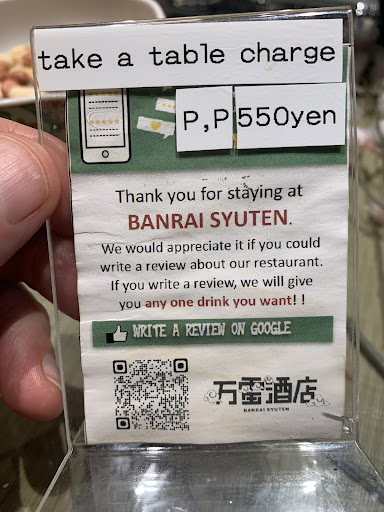 take a table charge
P,P 550yen
Thank you for staying at
BANRAI SYUTEN.
We would appreciate it if you could
write a review about our restaurant.
If you write a review, we will give
you any one drink you want!!
WRITE A REVIEW ON GOOGLE
万雷酒店
BANRAI SYUTEN